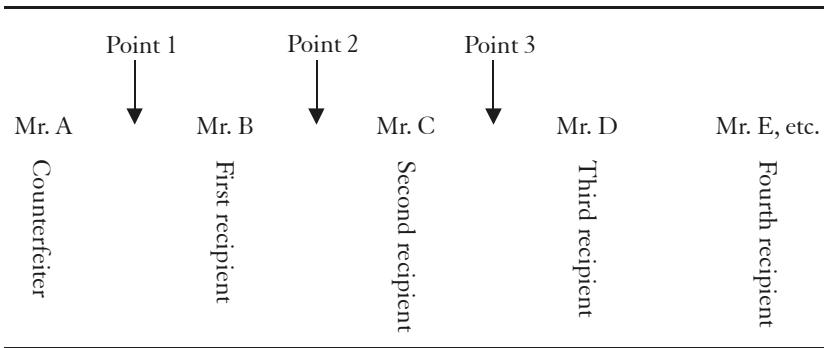 Point 1 Point 2 Point 3
Mr. A Mr. B Mr. C Mr. D Mr. E, etc.
Counterfeiter
First recipient
Second recipient
Third recipient
Fourth recipient